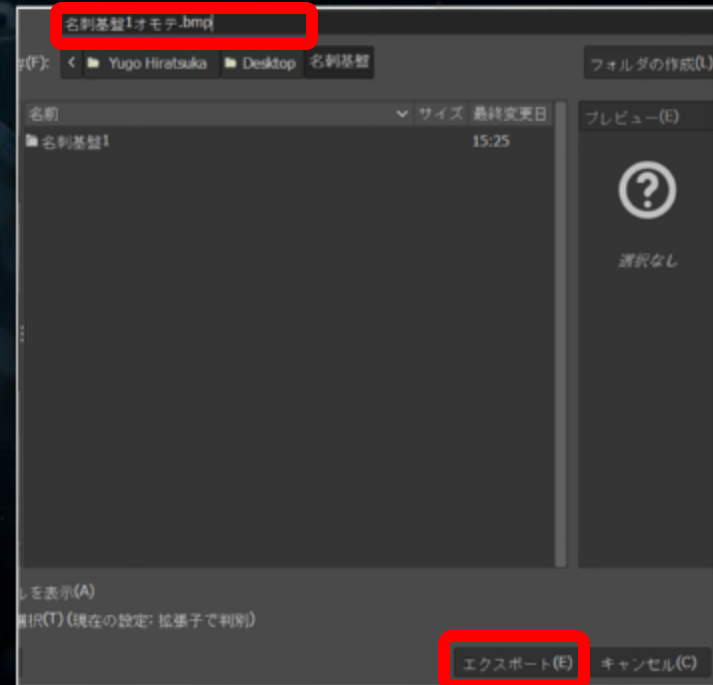 名刺基盤1オモテ.bmp
(F): Yugo Hiratsuka Desktop 名刺基盤 フォルダの作成(L)
名前 サイズ 最終変更日 プレビュー(E)
名刺基盤1 15:25
選択なし
ルを表示(A)
選択(T) (現在の設定: 拡張子で判別)
エクスポート(E) キャンセル(C)